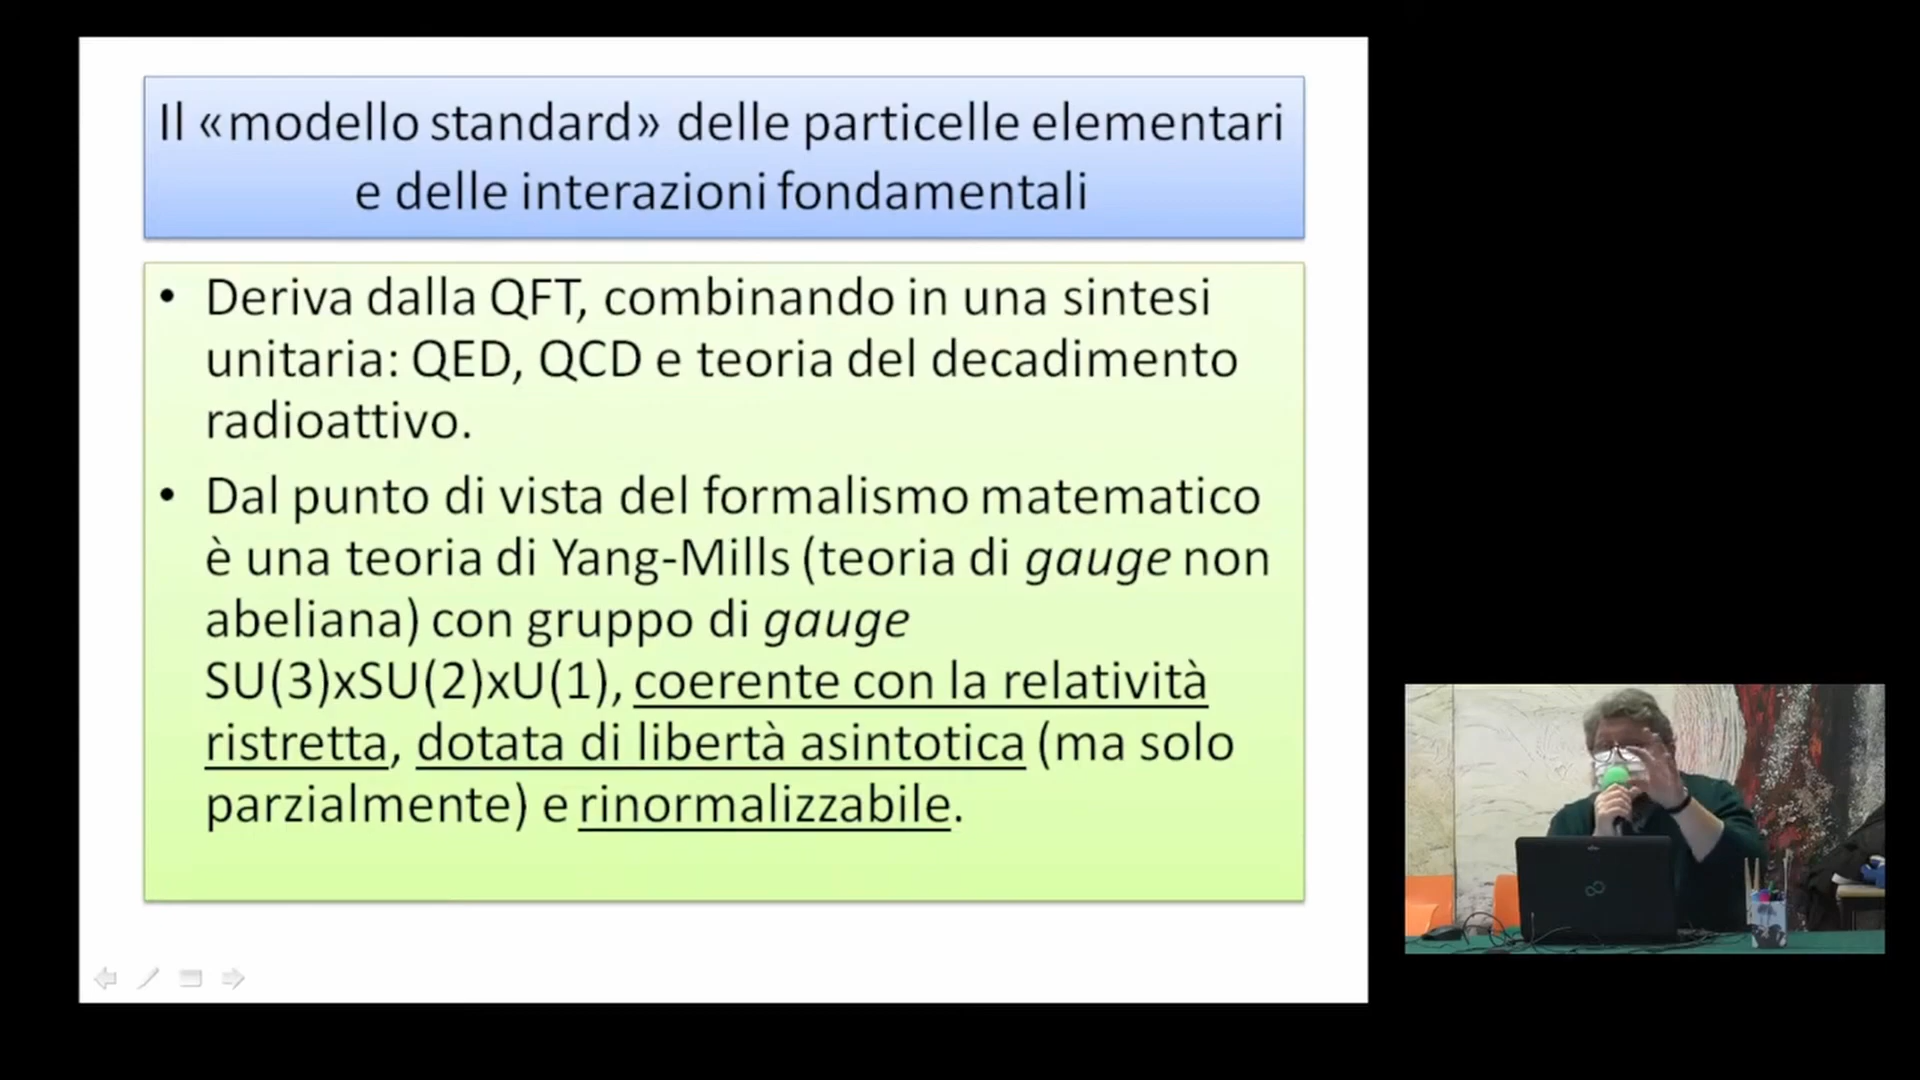 Il «modello standard» delle particelle elementari
e delle interazioni fondamentali
• Deriva dalla QFT, combinando in una sintesi
unitaria: QED, QCD e teoria del decadimento
radioattivo.
• Dal punto di vista del formalismo matematico
è una teoria di Yang-Mills (teoria di gauge non
abeliana) con gruppo di gauge
SU(3)xSU(2)xU(1), coerente con la relatività
ristretta, dotata di libertà asintotica (ma solo
parzialmente) e rinormalizzabile.